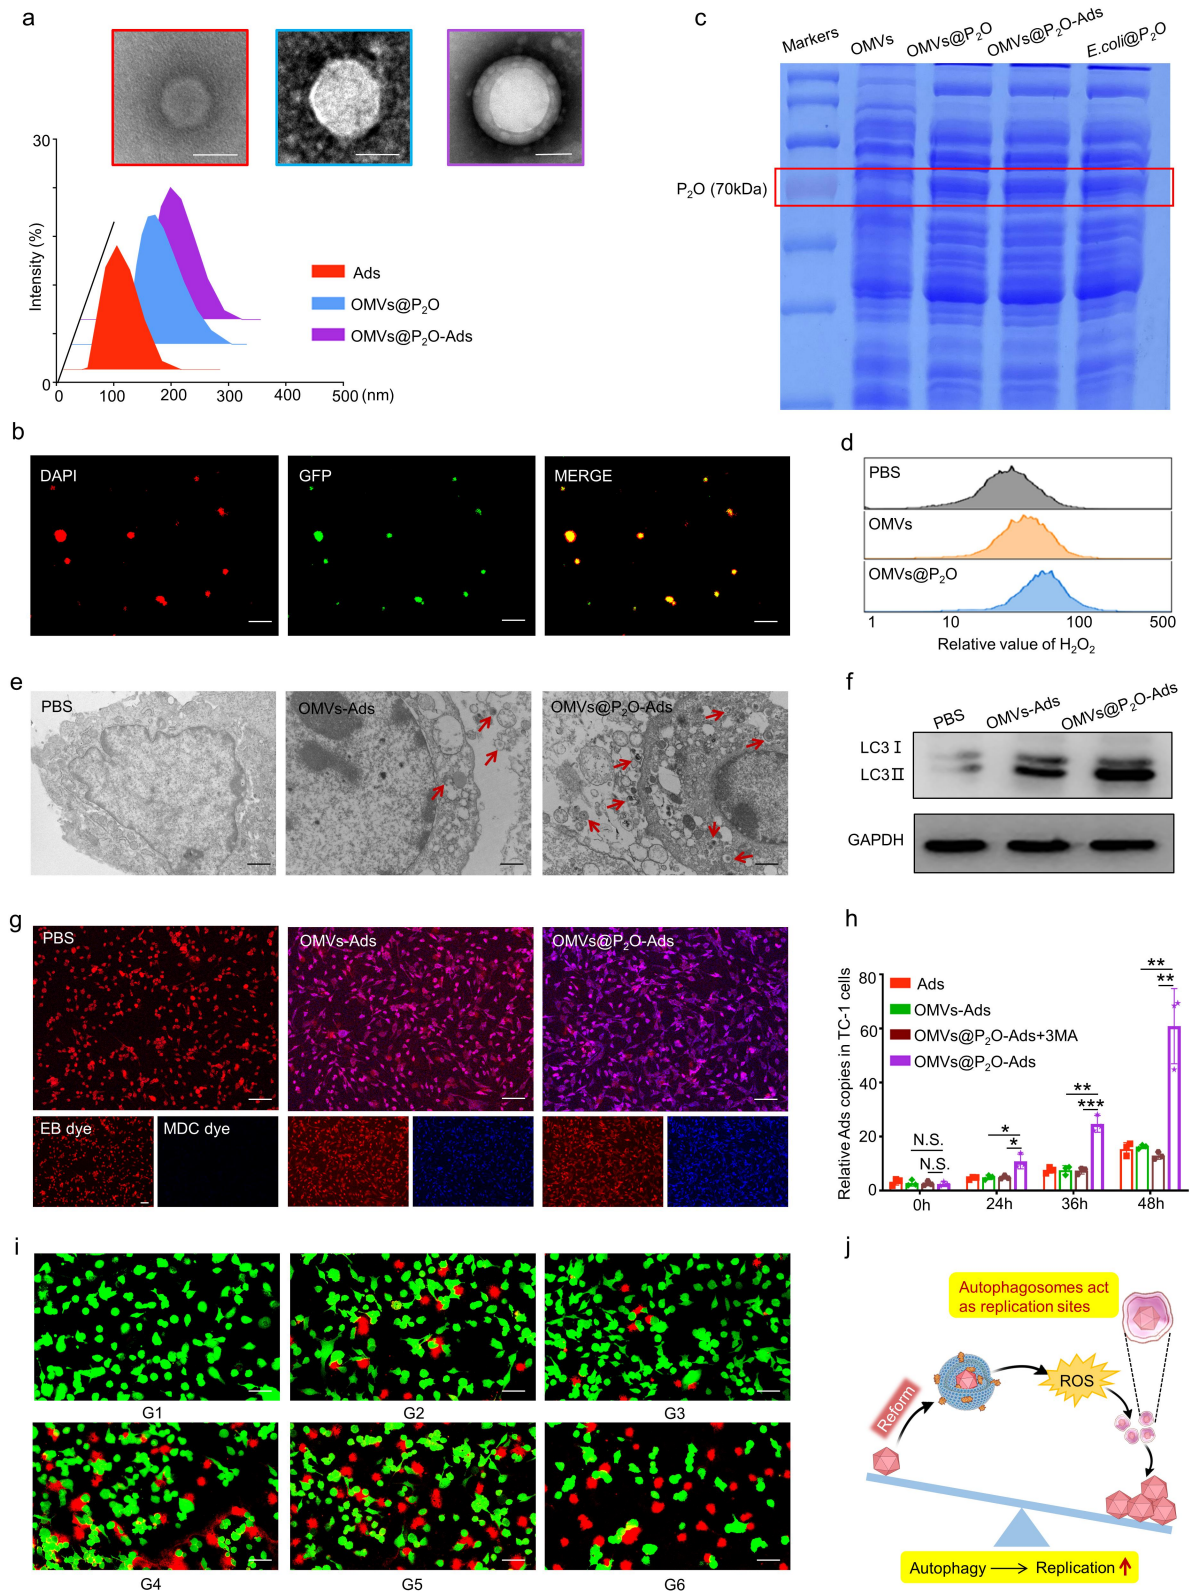 a
30
Intensity (%)
0
0 100 200 300 400 500 (nm)
Ads
OMVs@P₂O
OMVs@P₂O-Ads
c
Markers OMVs OMVs@P₂O OMVs@P₂O-Ads E.coli@P₂O
P₂O (70kDa)
b
DAPI GFP MERGE
d
PBS
OMVs
OMVs@P₂O
1 10 100 500
Relative value of H₂O₂
e
PBS OMVs-Ads OMVs@P₂O-Ads
f
PBS OMVs-Ads OMVs@P₂O-Ads
LC3 Ⅰ
LC3 Ⅱ
GAPDH
g
PBS OMVs-Ads OMVs@P₂O-Ads
EB dye MDC dye
h
Relative Ads copies in TC-1 cells
80
60
40
20
0
Ads
OMVs-Ads
OMVs@P₂O-Ads+3MA
OMVs@P₂O-Ads
N.S.
N.S.
*
*
**
***
**
**
0h 24h 36h 48h
i
G1 G2 G3
G4 G5 G6
j
Autophagosomes act
as replication sites
Reform
ROS
Autophagy → Replication ↑